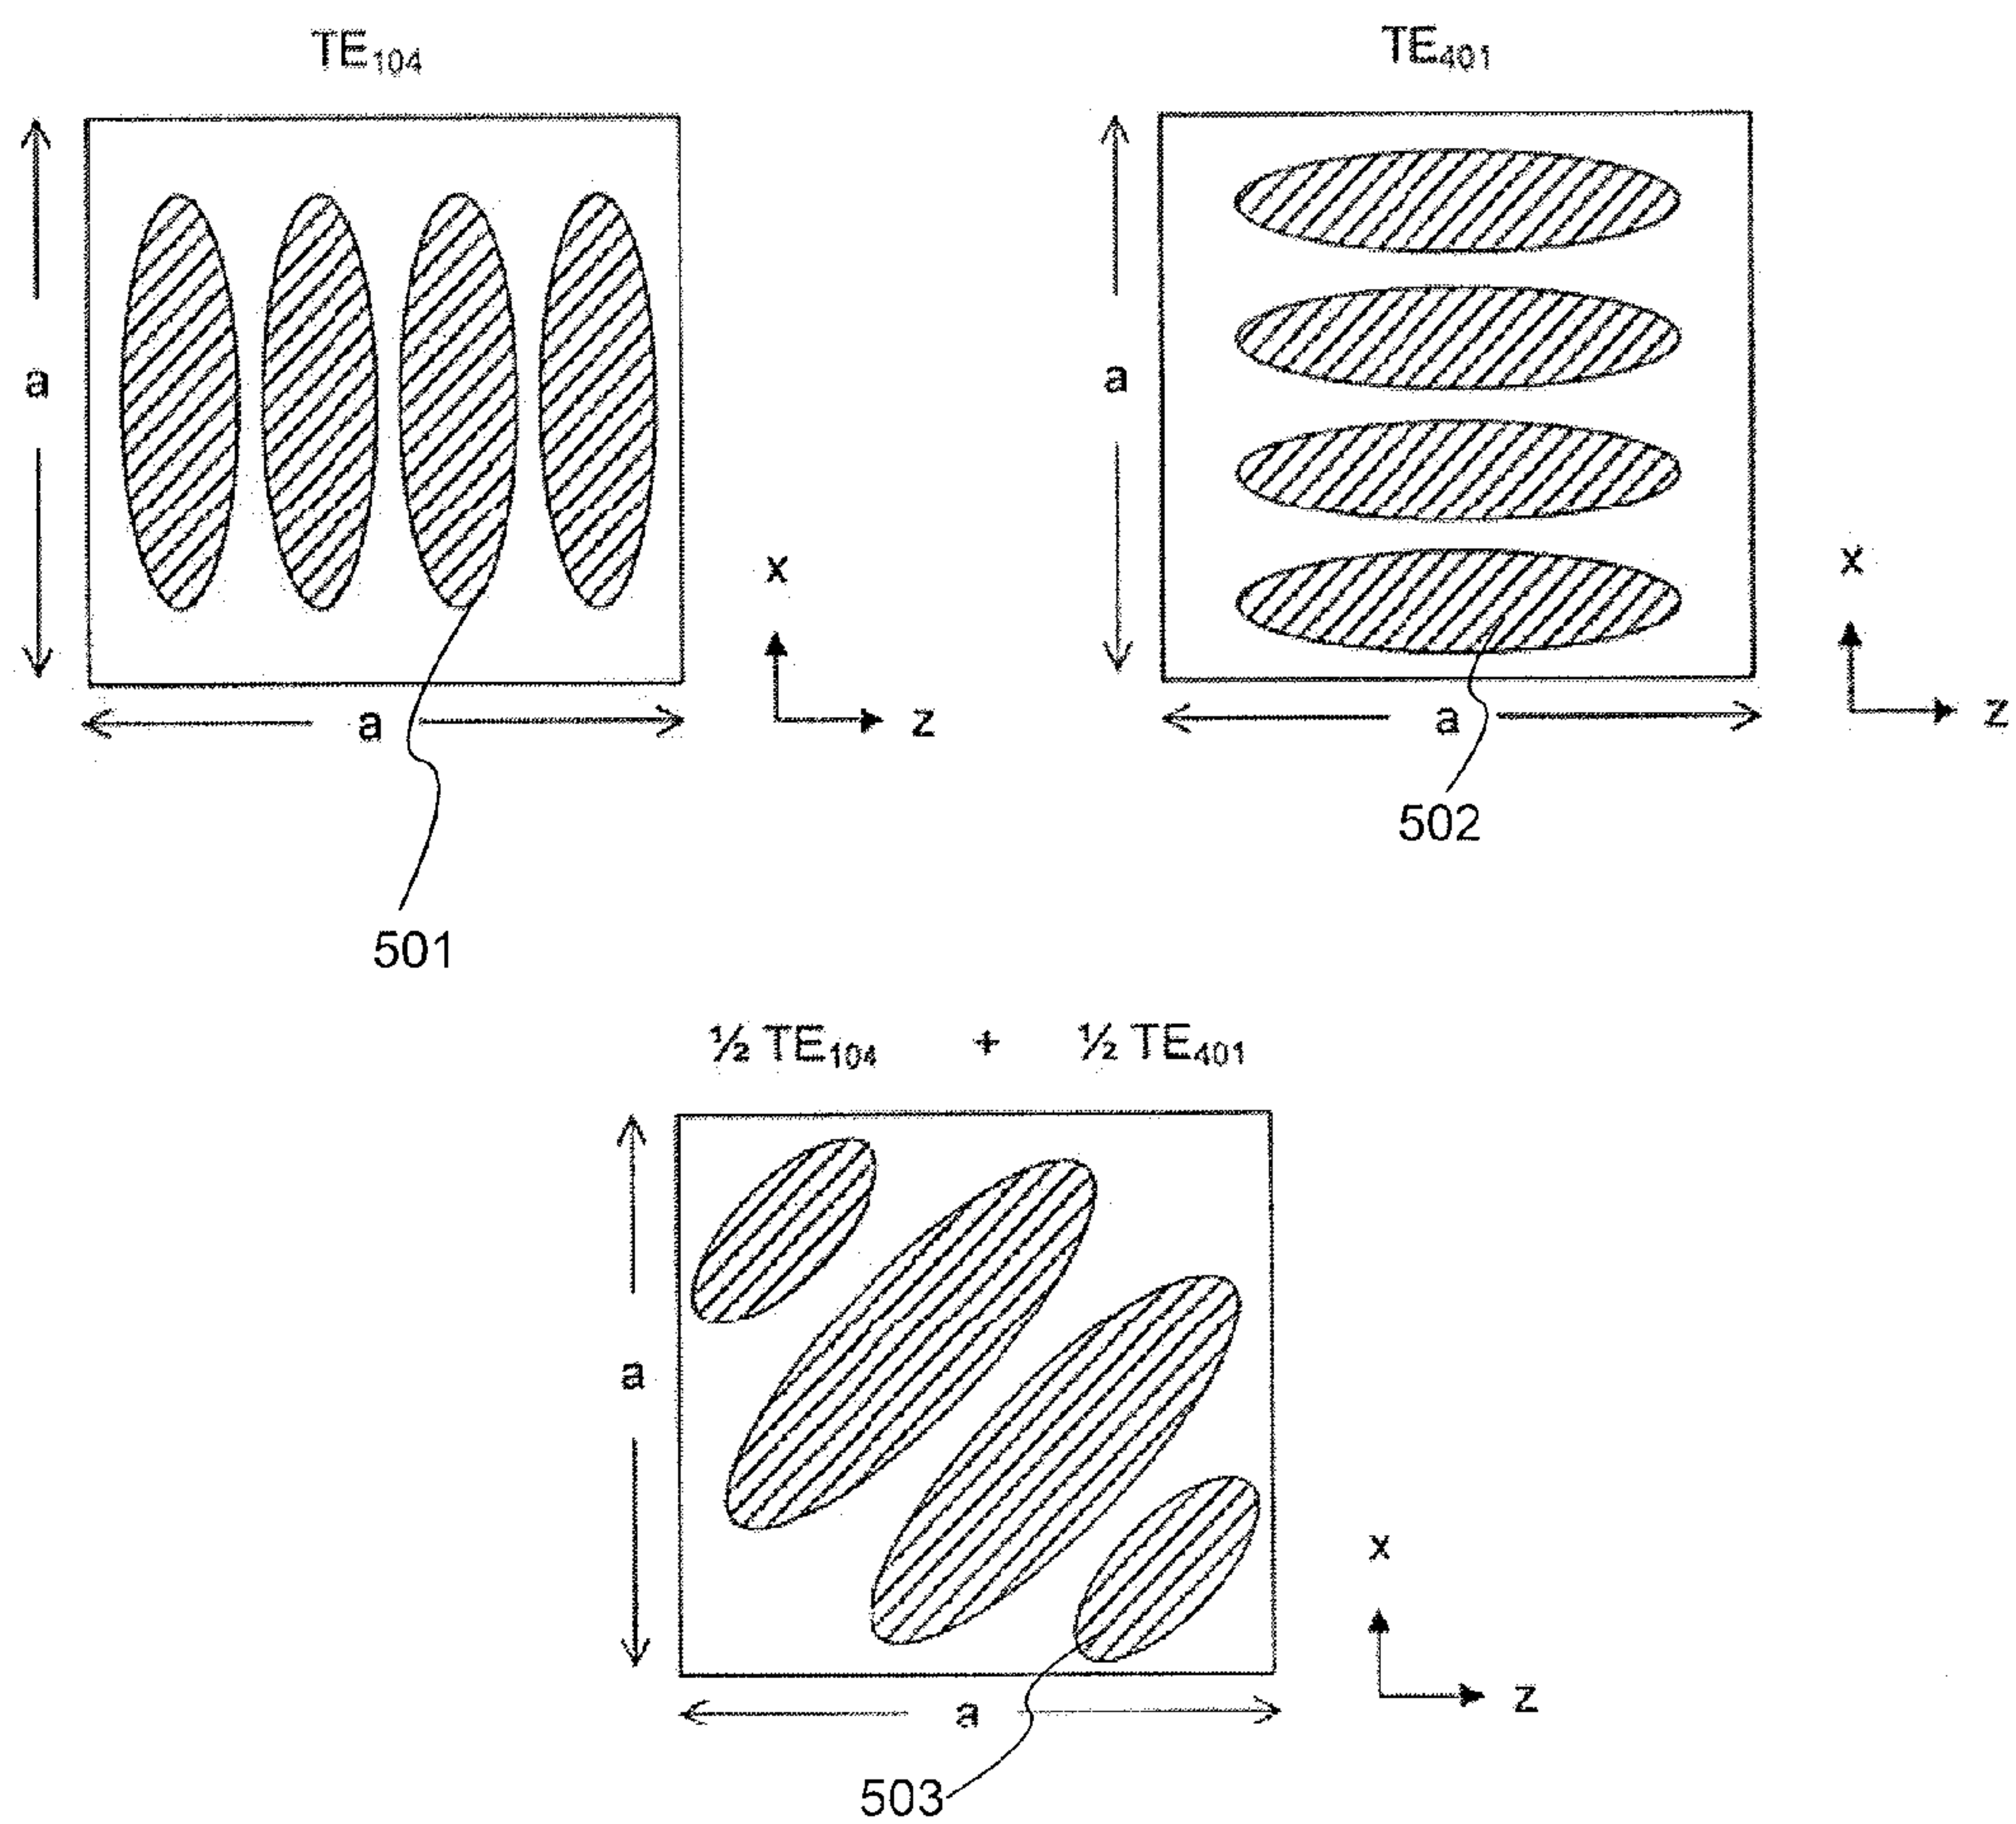 TE₁₀₄
a
a
x
z
501
TE₄₀₁
a
a
x
z
502
½ TE₁₀₄ + ½ TE₄₀₁
a
a
x
z
503